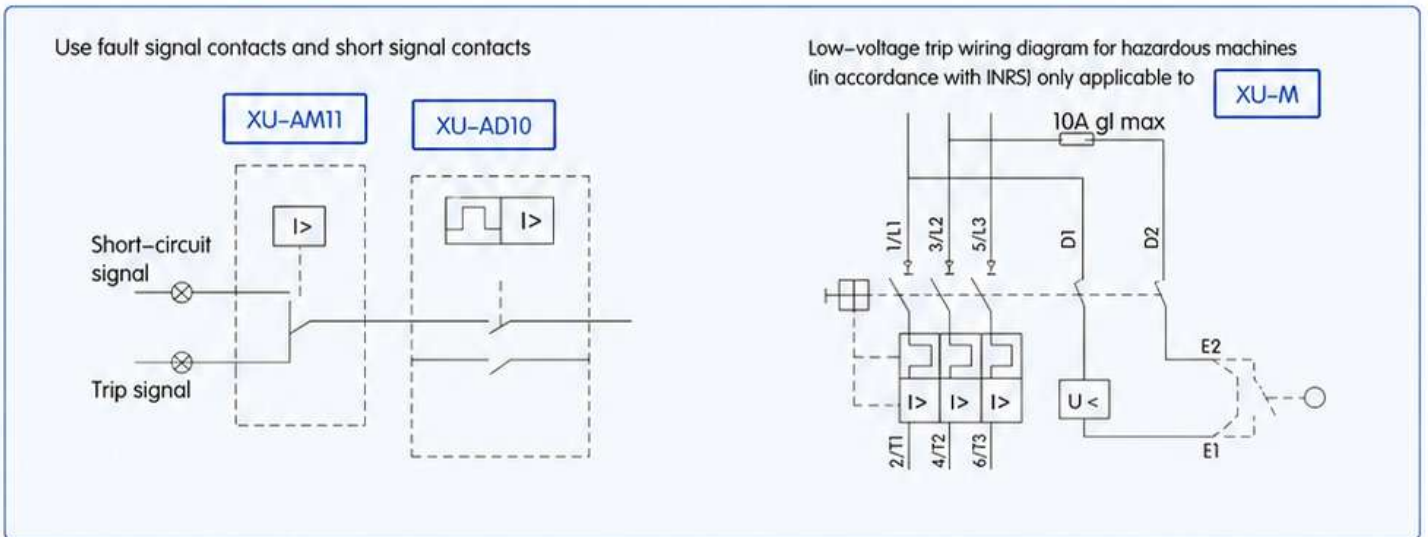 Use fault signal contacts and short signal contacts
XU-AM11
XU-AD10
I>
I>
Short-circuit
signal
Trip signal
Low-voltage trip wiring diagram for hazardous machines
(in accordance with INRS) only applicable to
XU-M
10A gl max
1/L1
3/L2
5/L3
D1
D2
E2
I>
I>
I>
U <
E1
2/T1
4/T2
6/T3